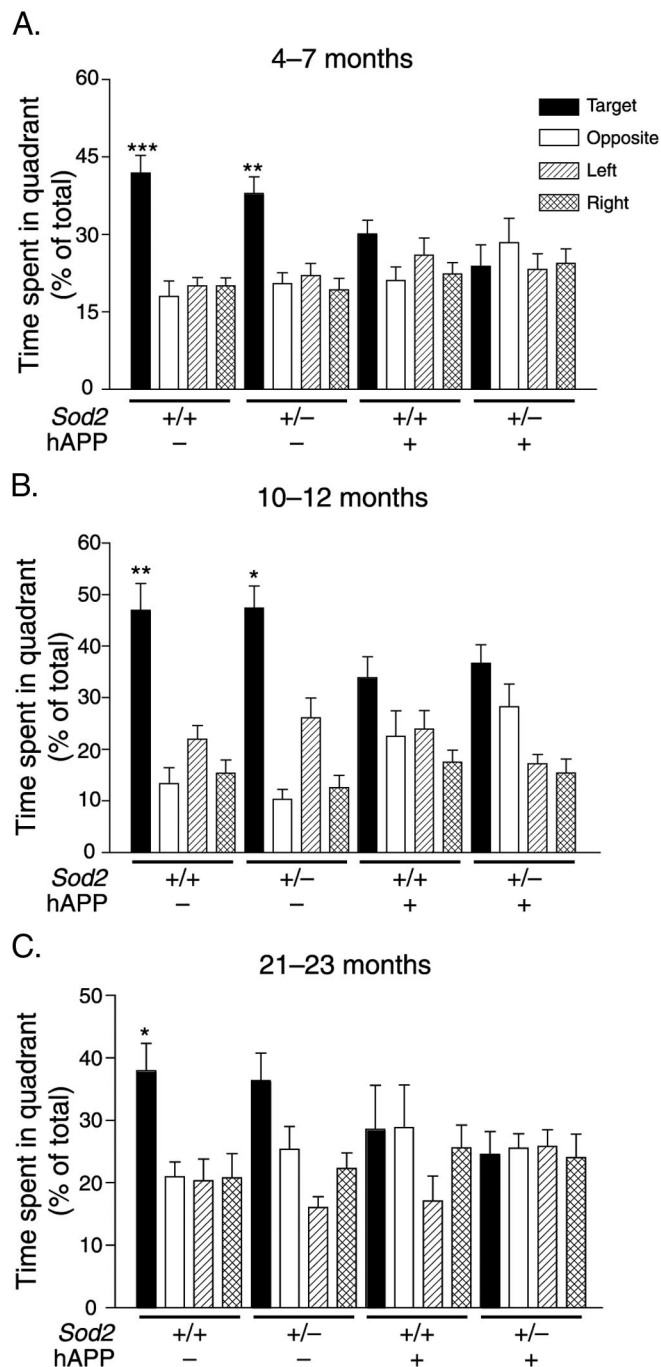 A.
4–7 months
Time spent in quadrant
(% of total)
60
45
30
15
0
***
**
Target
Opposite
Left
Right
Sod2 +/+ +/– +/+ +/–
hAPP – – + +
B.
10–12 months
Time spent in quadrant
(% of total)
60
50
40
30
20
10
0
**
*
Sod2 +/+ +/– +/+ +/–
hAPP – – + +
C.
21–23 months
Time spent in quadrant
(% of total)
50
40
30
20
10
0
*
Sod2 +/+ +/– +/+ +/–
hAPP – – + +